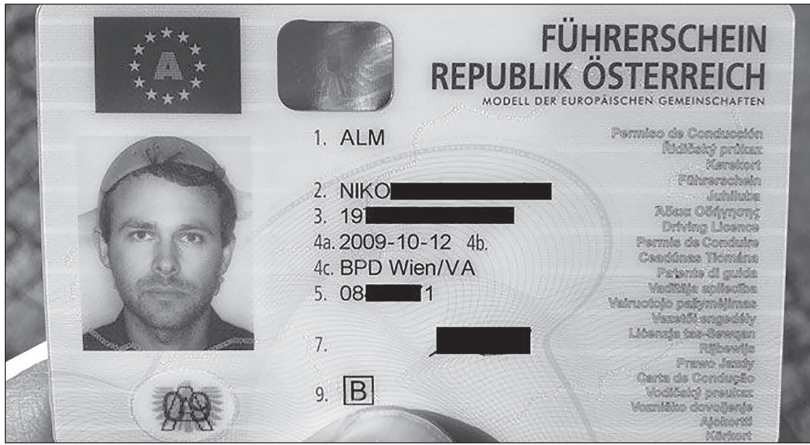 A
FÜHRERSCHEIN
REPUBLIK ÖSTERREICH
MODELL DER EUROPÄISCHEN GEMEINSCHAFTEN
1. ALM
2. NIKO
3. 197
4a. 2009-10-12 4b.
4c. BPD Wien/VA
5. 08 1
7.
9. B
Permiso de Conducción
Řidičský průkaz
Kørekort
Führerschein
Juhiluba
Άδεια Οδήγησης
Driving Licence
Permis de Conduire
Ceadúnas Tiomána
Patente di guida
Vadītāja apliecība
Vairuotojo pažymėjimas
Vezetői engedély
Liċenzja tas-Sewqan
Rijbewijs
Prawo Jazdy
Carta de Condução
Vodičský preukaz
Vozniško dovoljenje
Ajokortti
Körkort